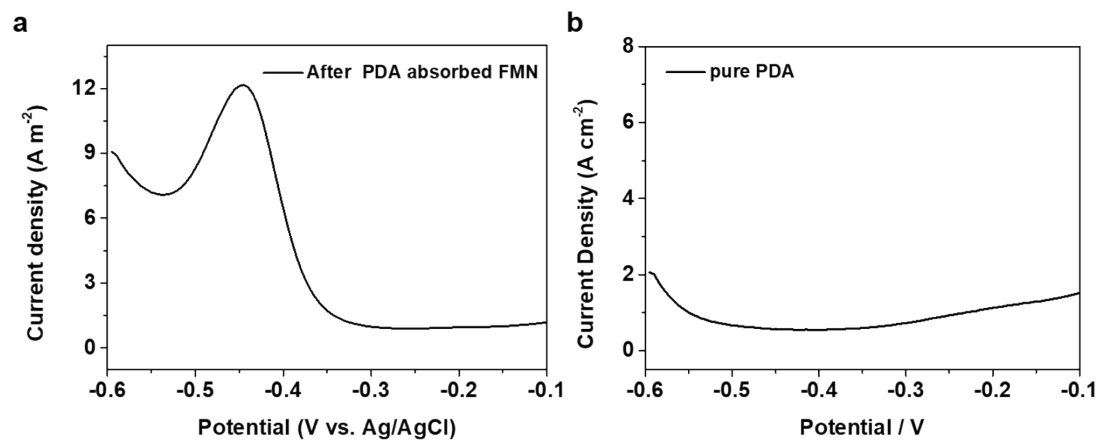 a
After PDA absorbed FMN
Current density (A m-2)
12
9
6
3
0
-0.6 -0.5 -0.4 -0.3 -0.2 -0.1
Potential (V vs. Ag/AgCl)
b
pure PDA
Current Density (A cm-2)
8
6
4
2
0
-0.6 -0.5 -0.4 -0.3 -0.2 -0.1
Potential / V